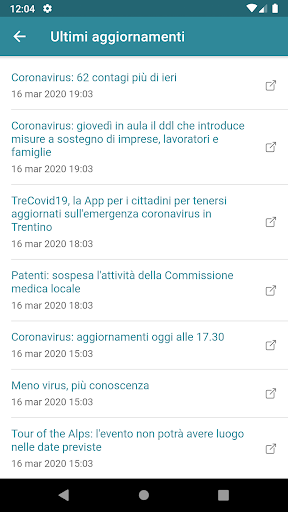 12:04
Ultimi aggiornamenti
Coronavirus: 62 contagi più di ieri
16 mar 2020 19:03
Coronavirus: giovedì in aula il ddl che introduce
misure a sostegno di imprese, lavoratori e
famiglie
16 mar 2020 19:03
TreCovid19, la App per i cittadini per tenersi
aggiornati sull'emergenza coronavirus in
Trentino
16 mar 2020 18:03
Patenti: sospesa l'attività della Commissione
medica locale
16 mar 2020 18:03
Coronavirus: aggiornamenti oggi alle 17.30
16 mar 2020 15:03
Meno virus, più conoscenza
16 mar 2020 15:03
Tour of the Alps: l'evento non potrà avere luogo
nelle date previste
16 mar 2020 15:03